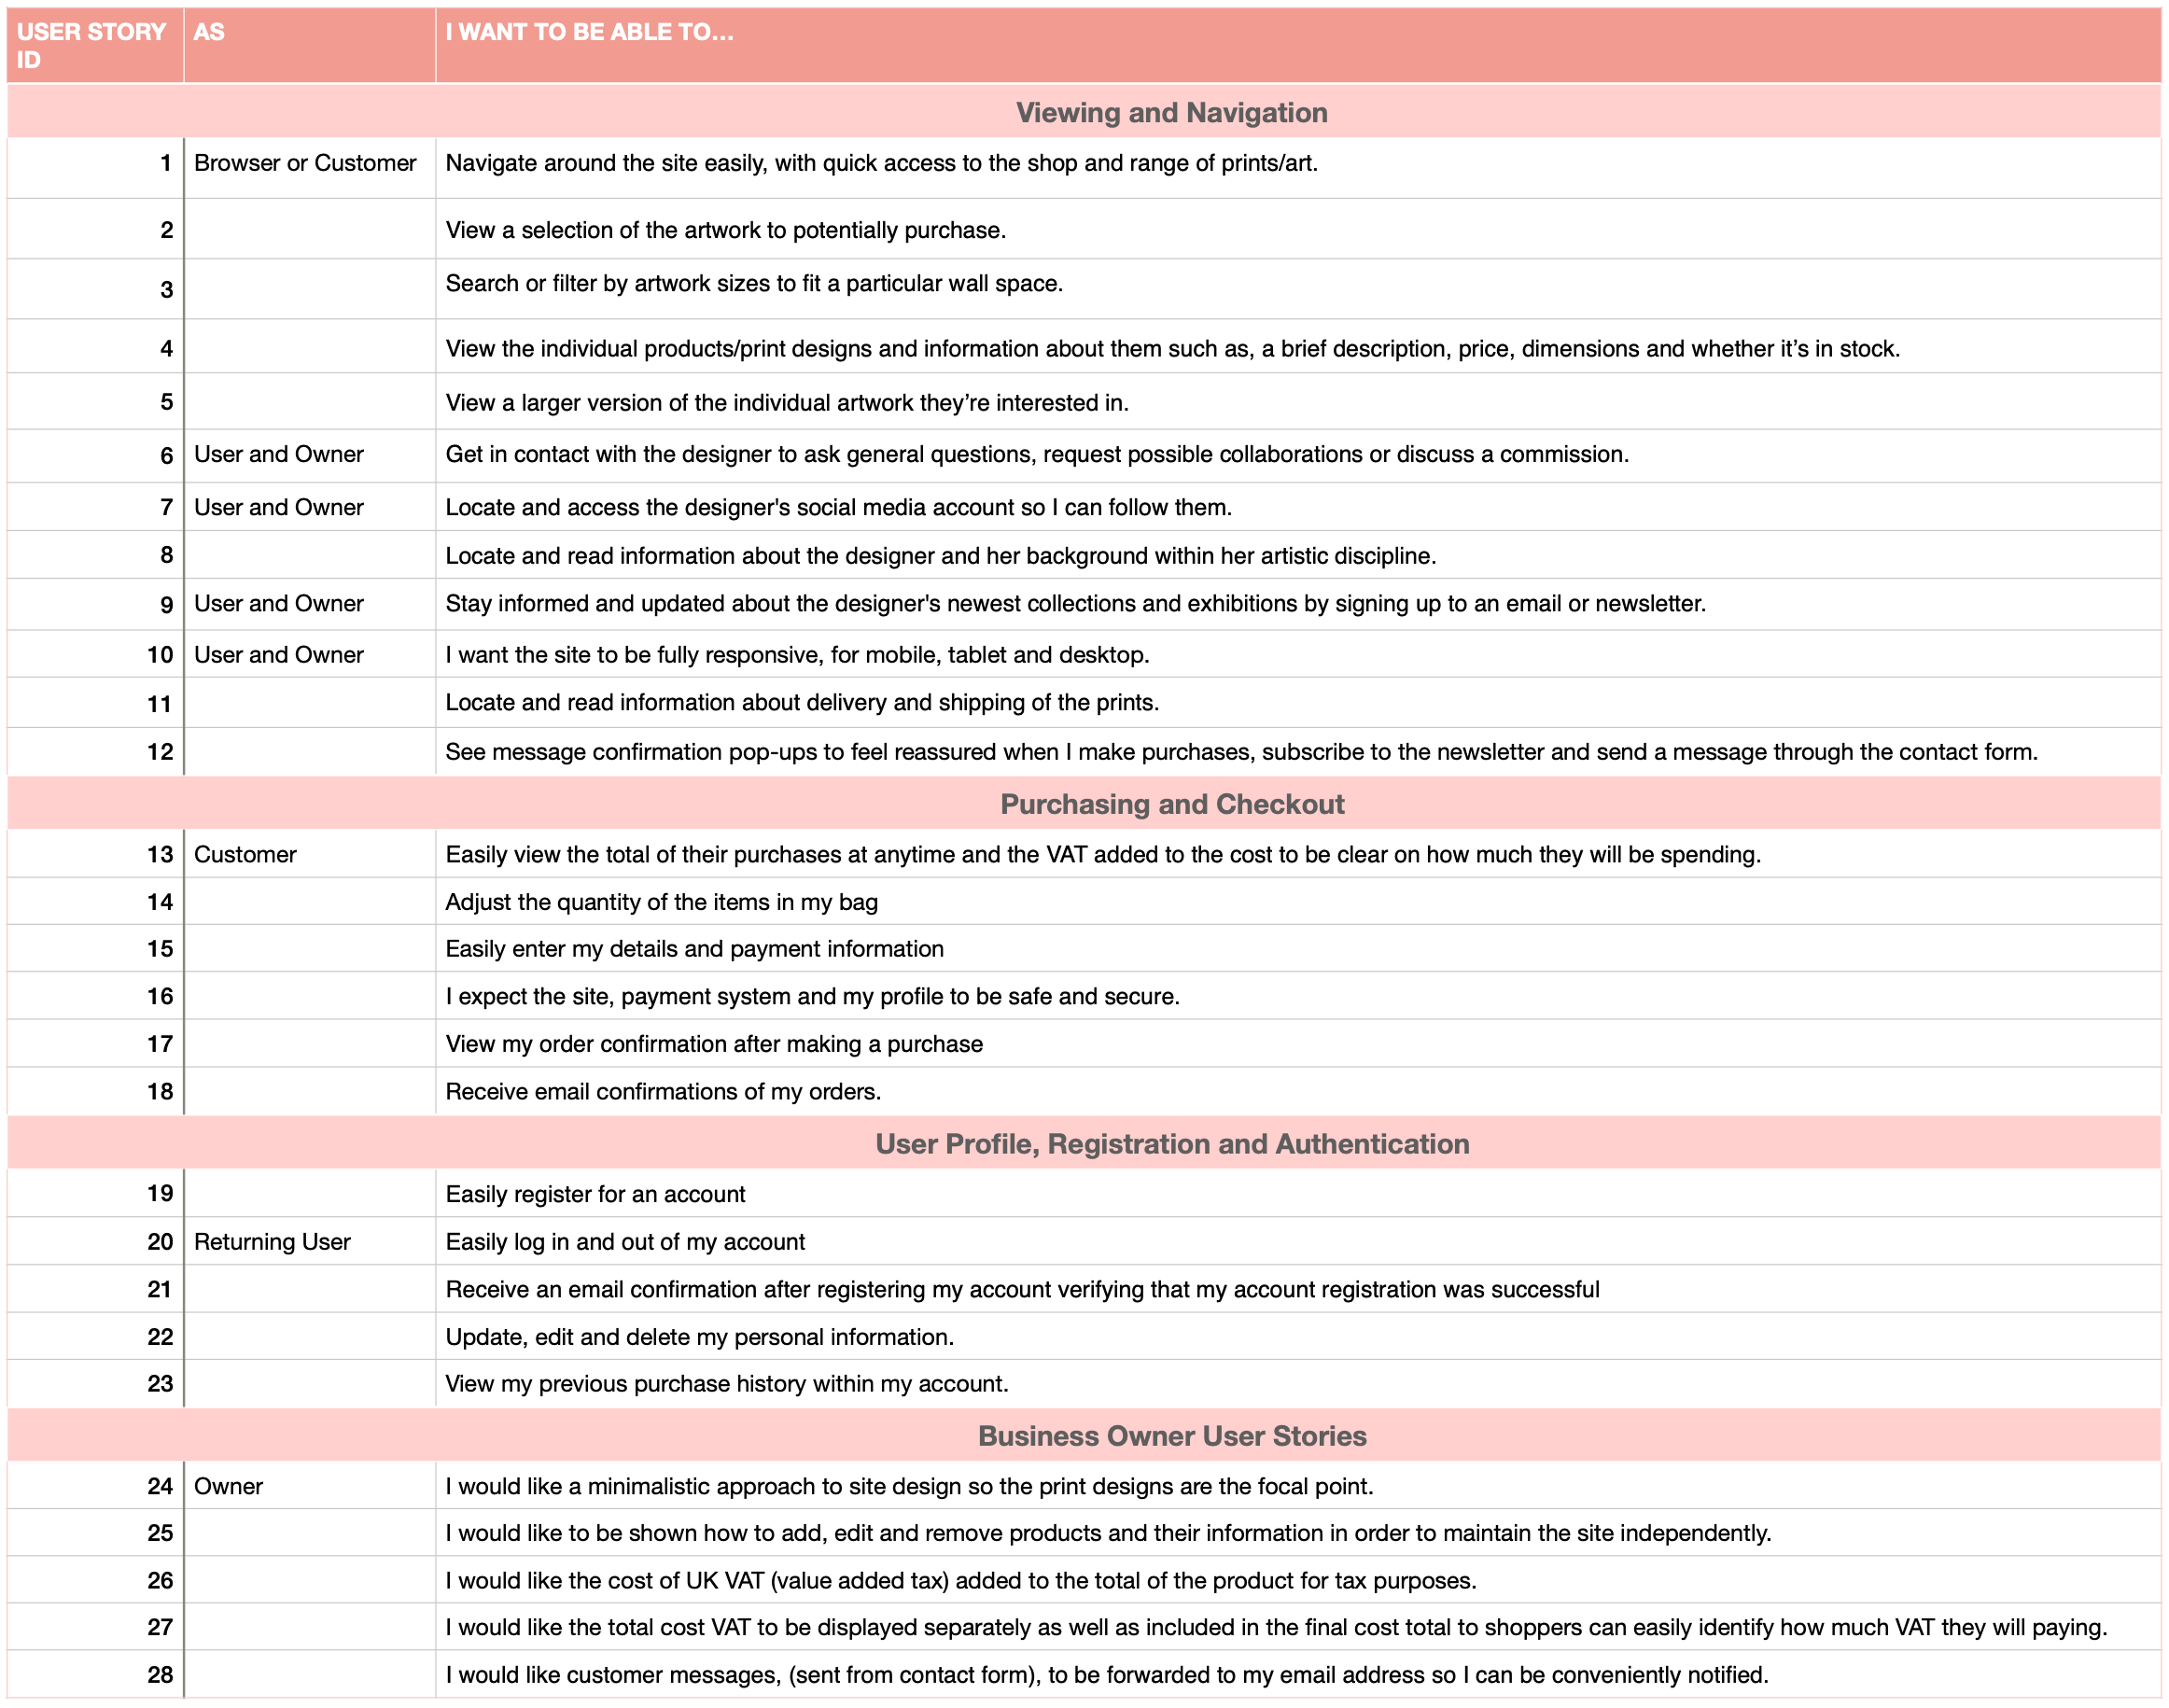 USER STORY ID AS I WANT TO BE ABLE TO…
Viewing and Navigation
1 Browser or Customer Navigate around the site easily, with quick access to the shop and range of prints/art.
2 View a selection of the artwork to potentially purchase.
3 Search or filter by artwork sizes to fit a particular wall space.
4 View the individual products/print designs and information about them such as, a brief description, price, dimensions and whether it’s in stock.
5 View a larger version of the individual artwork they’re interested in.
6 User and Owner Get in contact with the designer to ask general questions, request possible collaborations or discuss a commission.
7 User and Owner Locate and access the designer's social media account so I can follow them.
8 Locate and read information about the designer and her background within her artistic discipline.
9 User and Owner Stay informed and updated about the designer's newest collections and exhibitions by signing up to an email or newsletter.
10 User and Owner I want the site to be fully responsive, for mobile, tablet and desktop.
11 Locate and read information about delivery and shipping of the prints.
12 See message confirmation pop-ups to feel reassured when I make purchases, subscribe to the newsletter and send a message through the contact form.
Purchasing and Checkout
13 Customer Easily view the total of their purchases at anytime and the VAT added to the cost to be clear on how much they will be spending.
14 Adjust the quantity of the items in my bag
15 Easily enter my details and payment information
16 I expect the site, payment system and my profile to be safe and secure.
17 View my order confirmation after making a purchase
18 Receive email confirmations of my orders.
User Profile, Registration and Authentication
19 Easily register for an account
20 Returning User Easily log in and out of my account
21 Receive an email confirmation after registering my account verifying that my account registration was successful
22 Update, edit and delete my personal information.
23 View my previous purchase history within my account.
Business Owner User Stories
24 Owner I would like a minimalistic approach to site design so the print designs are the focal point.
25 I would like to be shown how to add, edit and remove products and their information in order to maintain the site independently.
26 I would like the cost of UK VAT (value added tax) added to the total of the product for tax purposes.
27 I would like the total cost VAT to be displayed separately as well as included in the final cost total to shoppers can easily identify how much VAT they will paying.
28 I would like customer messages, (sent from contact form), to be forwarded to my email address so I can be conveniently notified.